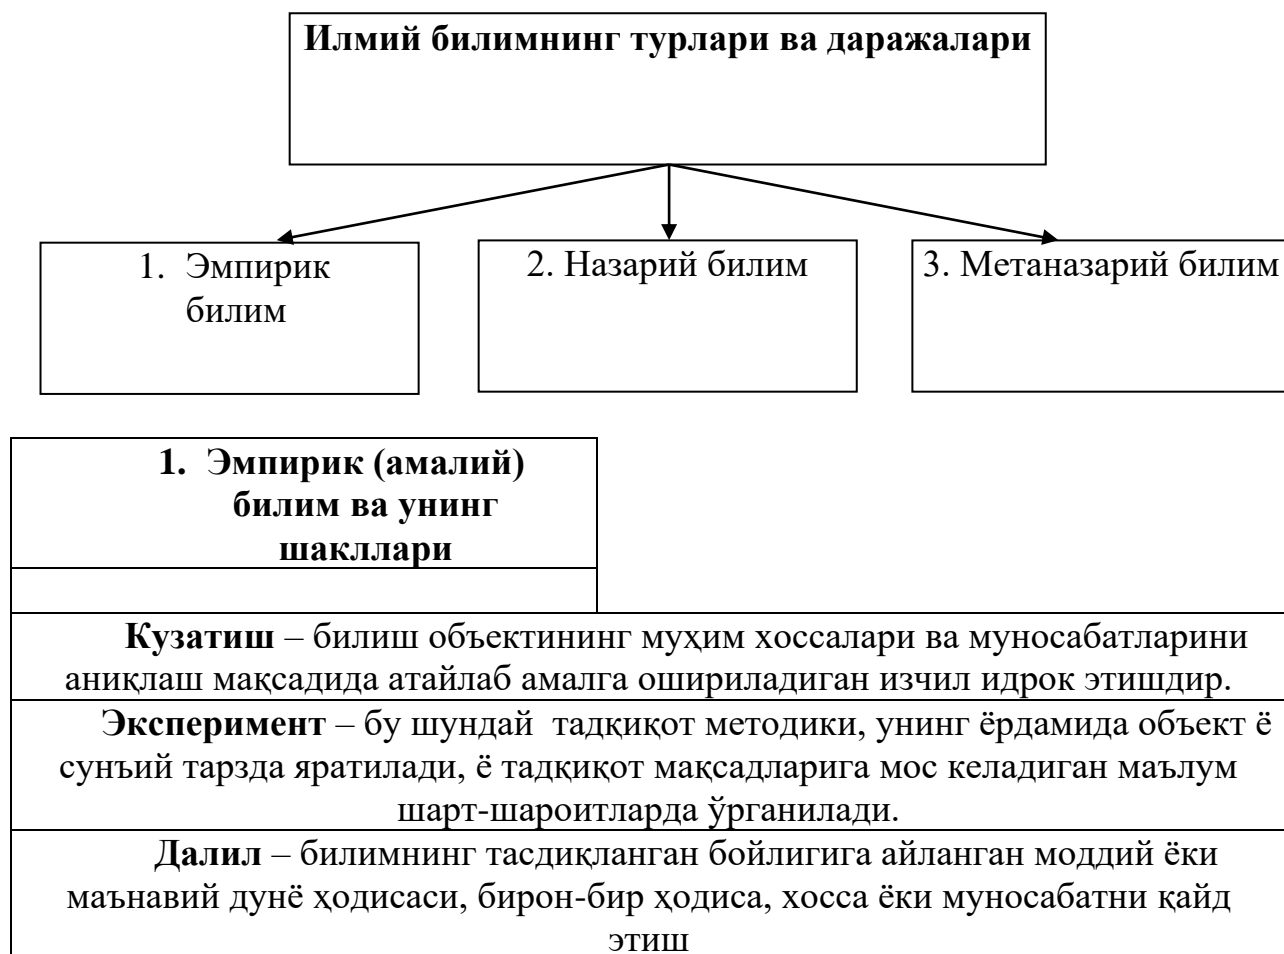 Илмий билимнинг турлари ва даражалари
1. Эмпирик
билим
2. Назарий билим
3. Метаназарий билим
1. Эмпирик (амалий)
билим ва унинг
шакллари
Кузатиш – билиш объектининг муҳим хоссалари ва муносабатларини
аниқлаш мақсадида атайлаб амалга ошириладиган изчил идрок этишдир.
Эксперимент – бу шундай тадқиқот методики, унинг ёрдамида объект ё
сунъий тарзда яратилади, ё тадқиқот мақсадларига мос келадиган маълум
шарт-шароитларда ўрганилади.
Далил – билимнинг тасдиқланган бойлигига айланган моддий ёки
маънавий дунё ҳодисаси, бирон-бир ҳодиса, хосса ёки муносабатни қайд
этиш